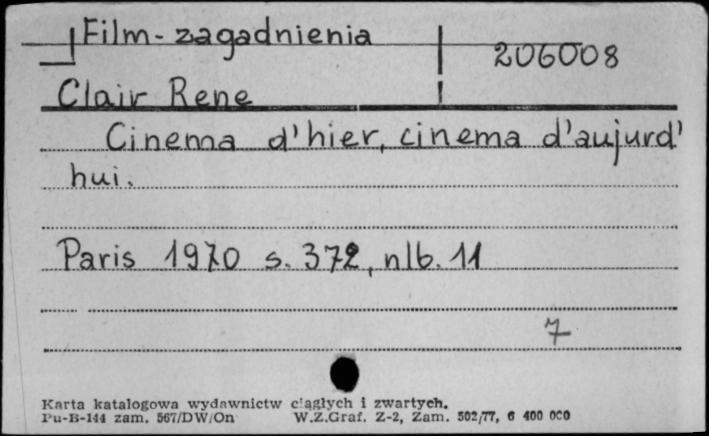 Film - zagadnienia
206008
Clair Rene
Cinema d'hier, cinema d'aujurd'
hui.
Paris 1970 s. 372, nlb. 11
7
Karta katalogowa wydawnictw ciągłych i zwartych.
Pu-B-144 zam. 567/DW/On W.Z.Graf. Z-2, Zam. 502/77, 6 400 000